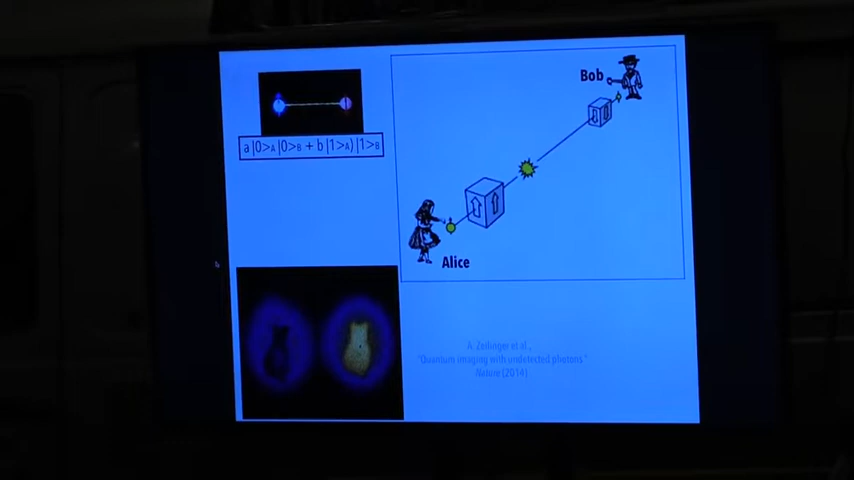 Bob
a|0>A|0>B + b|1>A)|1>B
Alice
A. Zeilinger et al.,
"Quantum imaging with undetected photons"
Nature (2014)